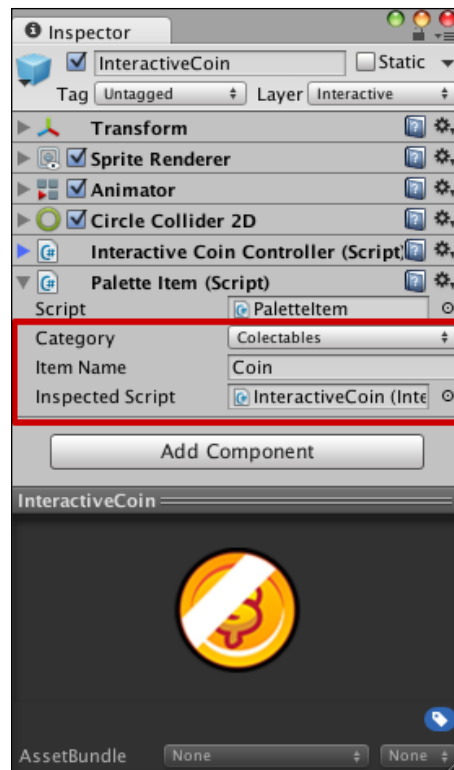 Inspector
InteractiveCoin Static
Tag Untagged Layer Interactive
Transform
Sprite Renderer
Animator
Circle Collider 2D
Interactive Coin Controller (Script)
Palette Item (Script)
Script PaletteItem
Category Colectables
Item Name Coin
Inspected Script InteractiveCoin (Inte
Add Component
InteractiveCoin
AssetBundle None None